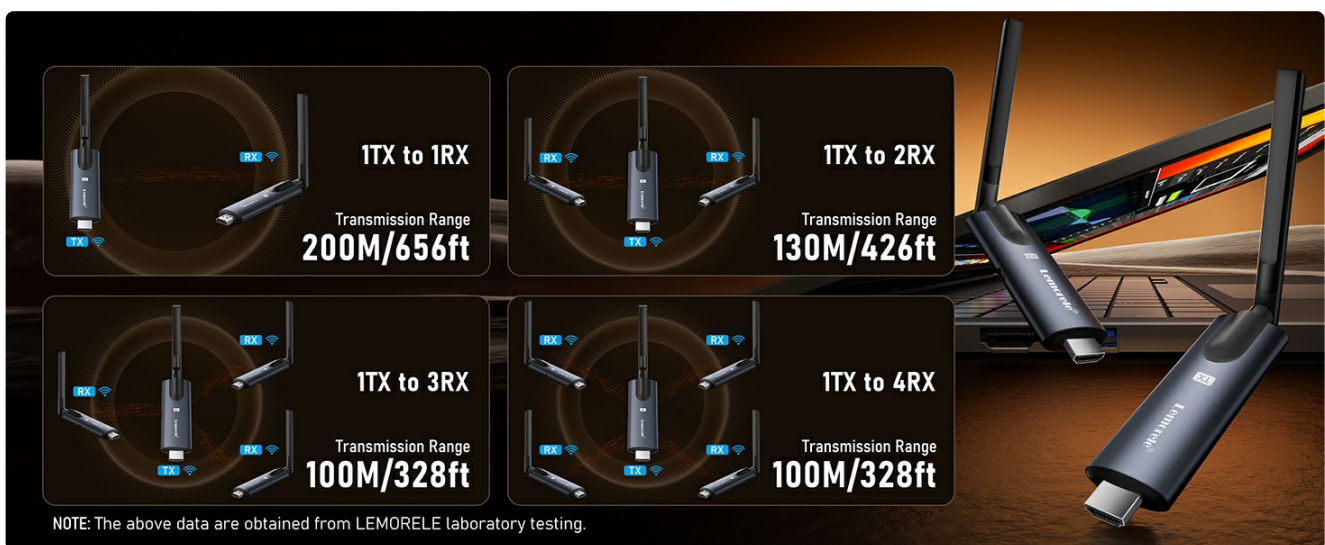 RX
1TX to 1RX
Transmission Range
200M/656ft
TX
Lemorele
RX
RX
1TX to 2RX
Transmission Range
130M/426ft
TX
RX
RX
1TX to 3RX
Transmission Range
100M/328ft
RX
TX
RX
RX
1TX to 4RX
Transmission Range
100M/328ft
RX
RX
TX
Lemorele®
TX
Lemorele®
NOTE: The above data are obtained from LEMORELE laboratory testing.